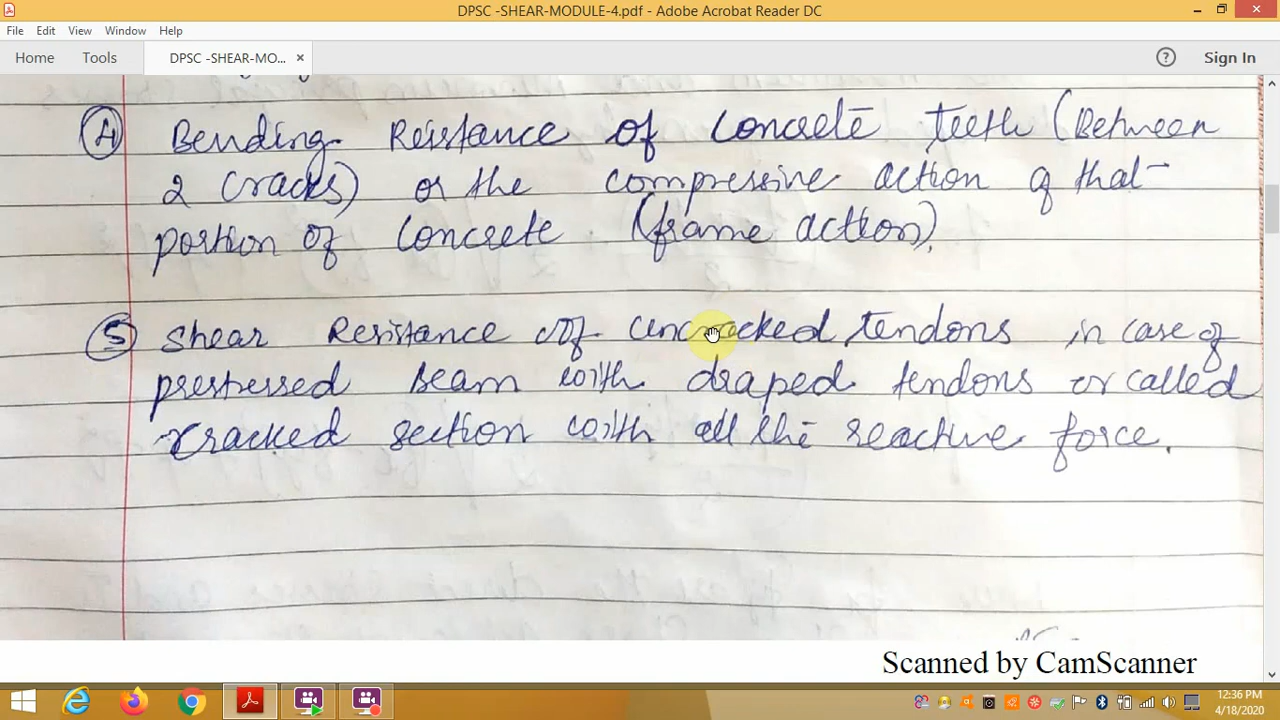 DPSC -SHEAR-MODULE-4.pdf - Adobe Acrobat Reader DC
File Edit View Window Help
Home Tools DPSC -SHEAR-MO... × Sign In
4 Bending Reistance of Concrete teeth (Between
2 cracks) or the compressive action of that
portion of Concrete (frame action).
5 Shear Resistance of uncracked tendons in case of
prestressed beam with draped tendons or called
cracked section with all the reactive force.
Scanned by CamScanner
12:36 PM
4/18/2020